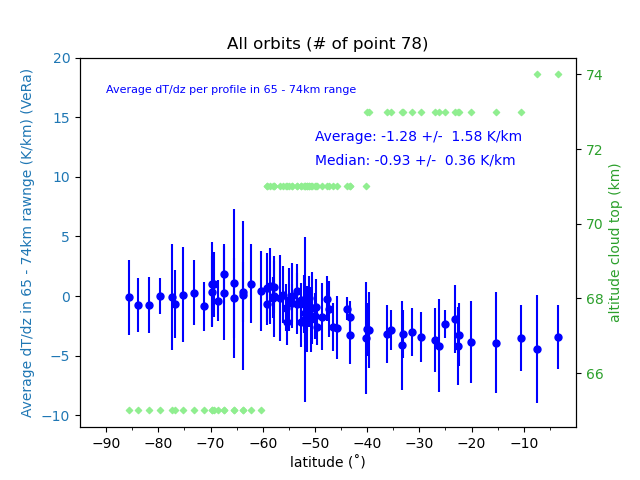 All orbits (# of point 78)
Average dT/dz in 65 - 74km rawnge (K/km) (VeRa)
20
15
10
5
0
−5
−10
Average dT/dz per profile in 65 - 74km range
Average: -1.28 +/-  1.58 K/km
Median: -0.93 +/-  0.36 K/km
74
72
70
68
66
altitude cloud top (km)
−90 −80 −70 −60 −50 −40 −30 −20 −10
latitude (˚)